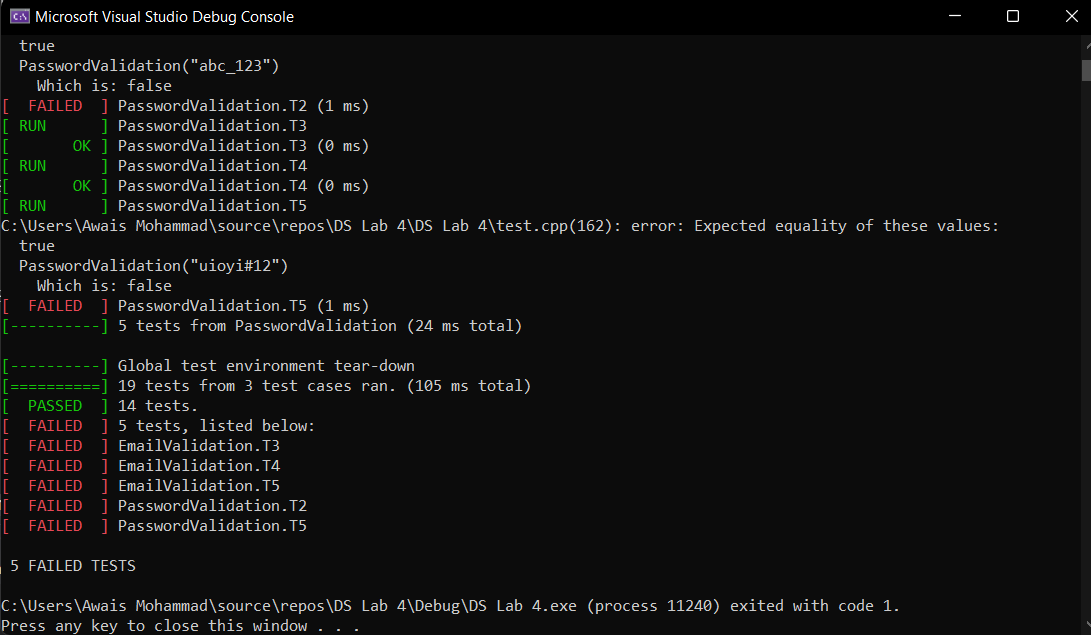 Microsoft Visual Studio Debug Console
  true
  PasswordValidation("abc_123")
    Which is: false
[  FAILED  ] PasswordValidation.T2 (1 ms)
[ RUN      ] PasswordValidation.T3
[       OK ] PasswordValidation.T3 (0 ms)
[ RUN      ] PasswordValidation.T4
[       OK ] PasswordValidation.T4 (0 ms)
[ RUN      ] PasswordValidation.T5
C:\Users\Awais Mohammad\source\repos\DS Lab 4\DS Lab 4\test.cpp(162): error: Expected equality of these values:
  true
  PasswordValidation("uioyi#12")
    Which is: false
[  FAILED  ] PasswordValidation.T5 (1 ms)
[----------] 5 tests from PasswordValidation (24 ms total)
[----------] Global test environment tear-down
[==========] 19 tests from 3 test cases ran. (105 ms total)
[  PASSED  ] 14 tests.
[  FAILED  ] 5 tests, listed below:
[  FAILED  ] EmailValidation.T3
[  FAILED  ] EmailValidation.T4
[  FAILED  ] EmailValidation.T5
[  FAILED  ] PasswordValidation.T2
[  FAILED  ] PasswordValidation.T5
 5 FAILED TESTS
C:\Users\Awais Mohammad\source\repos\DS Lab 4\Debug\DS Lab 4.exe (process 11240) exited with code 1.
Press any key to close this window . . .